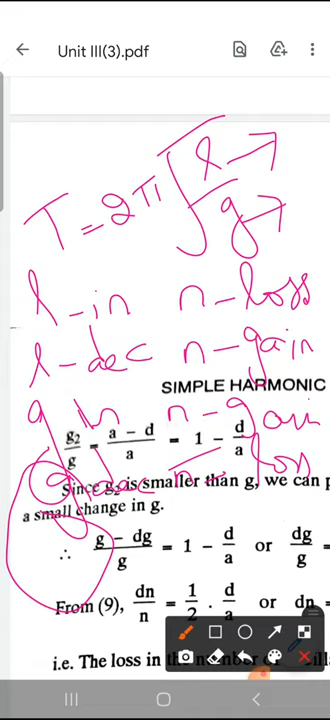 Unit III(3).pdf
T = 2π √l/g
l - in n - loss
l - dec n - gain
SIMPLE HARMONIC
g in n - gain
g₂/g = a – d/a = 1 – d/a
g dec n - loss
Since g₂ is smaller than g, we can
a small change in g.
∴ g – dg/g = 1 – d/a or dg/g =
From (9), dn/n = 1/2 . d/a or dn
i.e. The loss in the